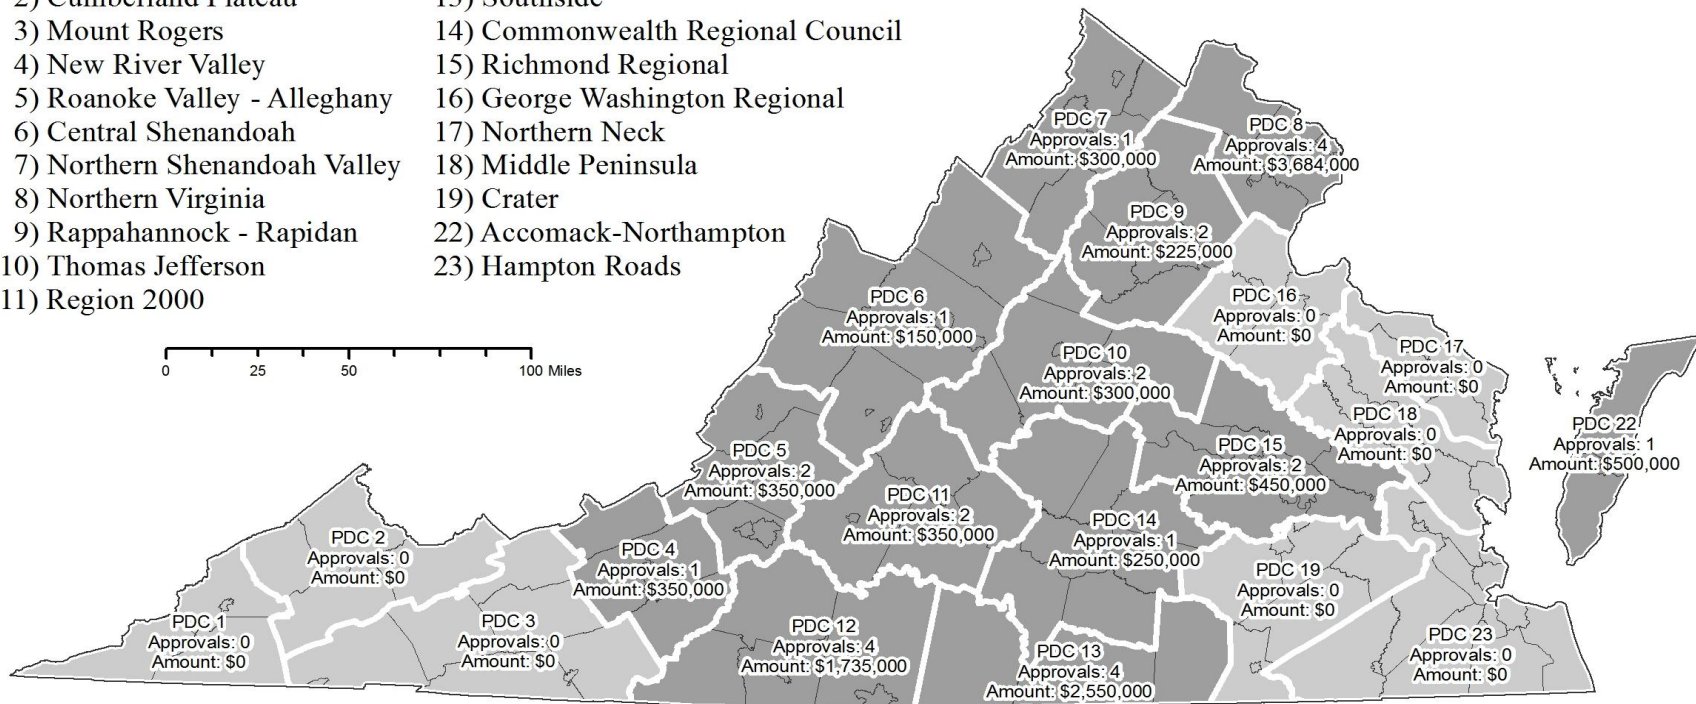 2) Cumberland Plateau
3) Mount Rogers
4) New River Valley
5) Roanoke Valley - Alleghany
6) Central Shenandoah
7) Northern Shenandoah Valley
8) Northern Virginia
9) Rappahannock - Rapidan
10) Thomas Jefferson
11) Region 2000
13) Southside
14) Commonwealth Regional Council
15) Richmond Regional
16) George Washington Regional
17) Northern Neck
18) Middle Peninsula
19) Crater
22) Accomack-Northampton
23) Hampton Roads
0 25 50 100 Miles
PDC 7
Approvals: 1
Amount: $300,000
PDC 8
Approvals: 4
Amount: $3,684,000
PDC 9
Approvals: 2
Amount: $225,000
PDC 6
Approvals: 1
Amount: $150,000
PDC 16
Approvals: 0
Amount: $0
PDC 10
Approvals: 2
Amount: $300,000
PDC 17
Approvals: 0
Amount: $0
PDC 18
Approvals: 0
Amount: $0
PDC 22
Approvals: 1
Amount: $500,000
PDC 5
Approvals: 2
Amount: $350,000
PDC 15
Approvals: 2
Amount: $450,000
PDC 11
Approvals: 2
Amount: $350,000
PDC 14
Approvals: 1
Amount: $250,000
PDC 2
Approvals: 0
Amount: $0
PDC 4
Approvals: 1
Amount: $350,000
PDC 19
Approvals: 0
Amount: $0
PDC 1
Approvals: 0
Amount: $0
PDC 3
Approvals: 0
Amount: $0
PDC 12
Approvals: 4
Amount: $1,735,000
PDC 13
Approvals: 4
Amount: $2,550,000
PDC 23
Approvals: 0
Amount: $0